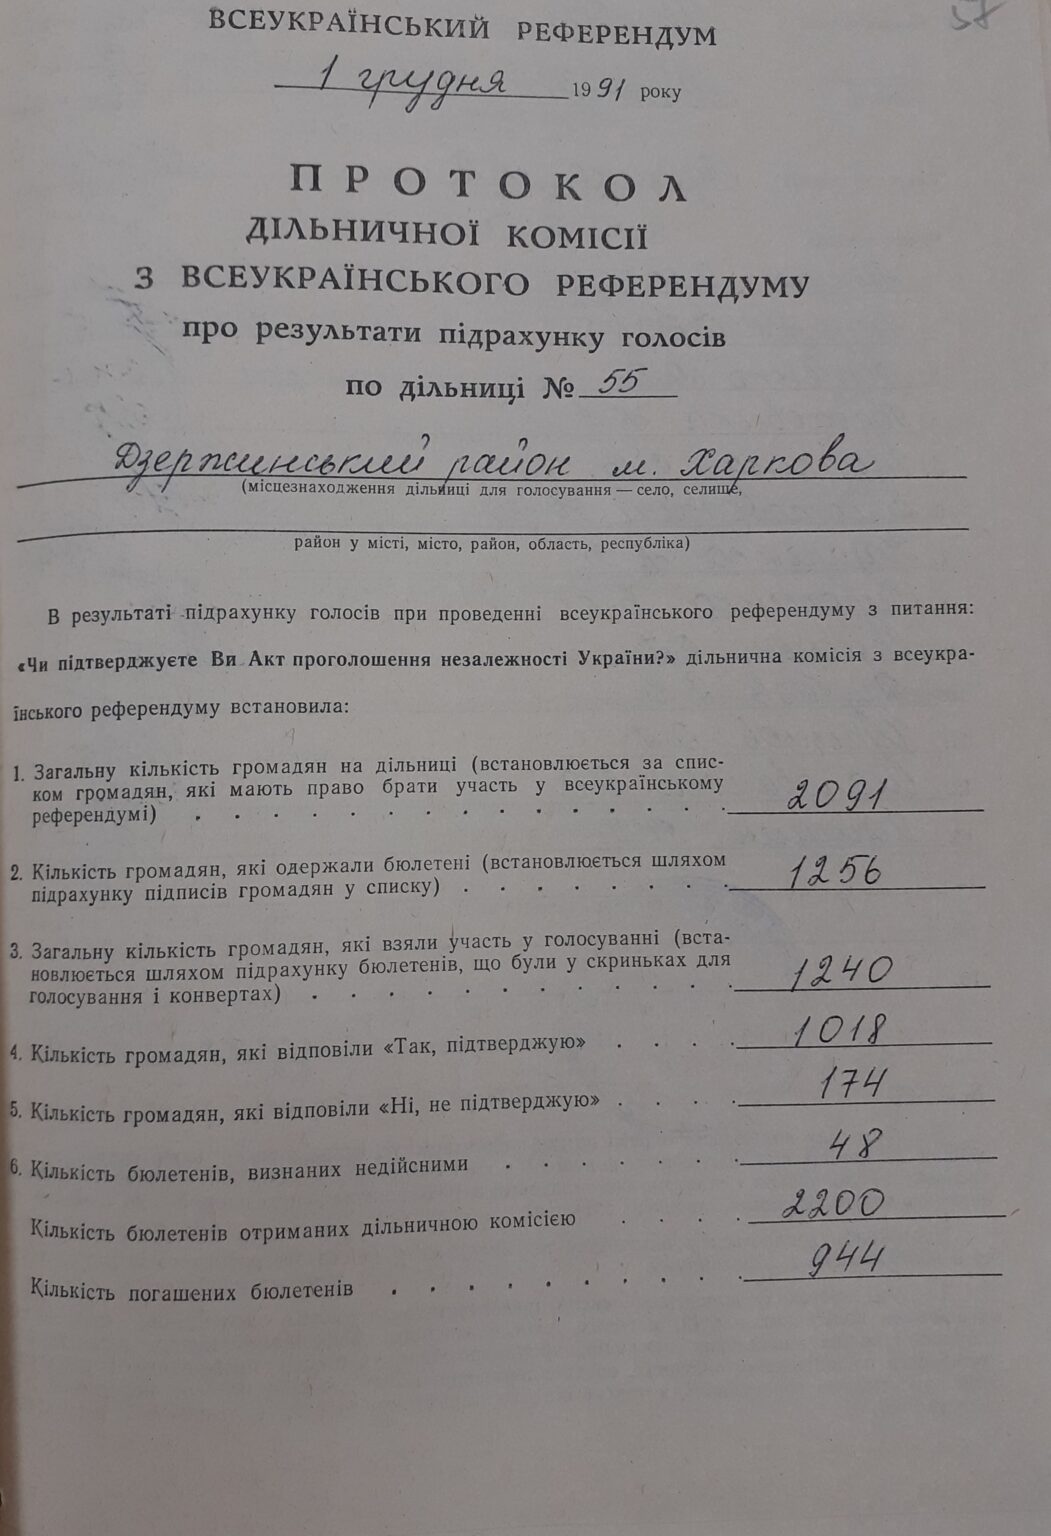 58
ВСЕУКРАЇНСЬКИЙ РЕФЕРЕНДУМ
1 грудня 1991 року
ПРОТОКОЛ
ДІЛЬНИЧНОЇ КОМІСІЇ
З ВСЕУКРАЇНСЬКОГО РЕФЕРЕНДУМУ
про результати підрахунку голосів
по дільниці № 55
Дзержинський район м. Харкова
(місцезнаходження дільниці для голосування — село, селище,
район у місті, місто, район, область, республіка)
В результаті підрахунку голосів при проведенні всеукраїнського референдуму з питання:
«Чи підтверджуєте Ви Акт проголошення незалежності України?» дільнична комісія з всеукра-
їнського референдуму встановила:
1. Загальну кількість громадян на дільниці (встановлюється за спис-
ком громадян, які мають право брати участь у всеукраїнському
референдумі) . . . . . . . . . . . . . . 2091
2. Кількість громадян, які одержали бюлетені (встановлюється шляхом
підрахунку підписів громадян у списку) . . . . . . . . 1256
3. Загальну кількість громадян, які взяли участь у голосуванні (вста-
новлюється шляхом підрахунку бюлетенів, що були у скриньках для
голосування і конвертах) . . . . . . . . . . . 1240
4. Кількість громадян, які відповіли «Так, підтверджую» . . . . 1018
5. Кількість громадян, які відповіли «Ні, не підтверджую» . . . . 174
6. Кількість бюлетенів, визнаних недійсними . . . . . . . 48
Кількість бюлетенів отриманих дільничною комісією . . . . 2200
Кількість погашених бюлетенів . . . . . . . . . . 944